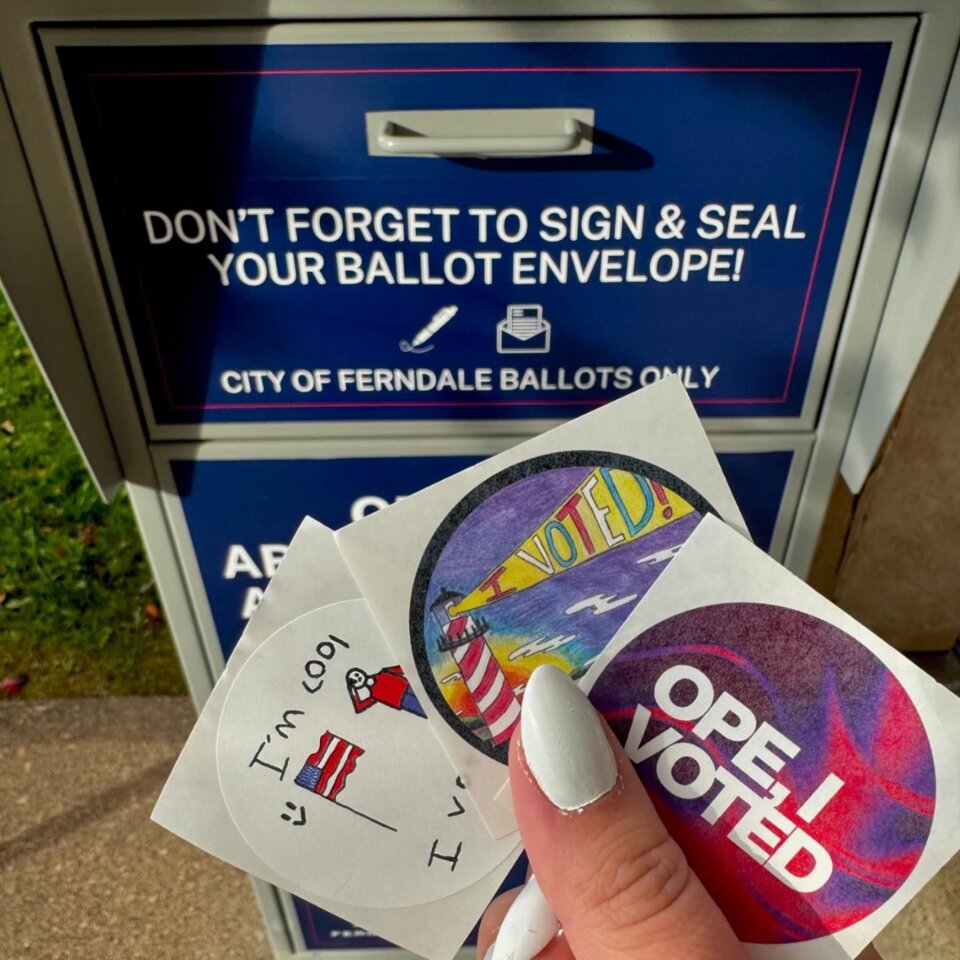 DON'T FORGET TO SIGN & SEAL
YOUR BALLOT ENVELOPE!
CITY OF FERNDALE BALLOTS ONLY
I VOTED!
I'm cool
I
OPE, I
VOTED